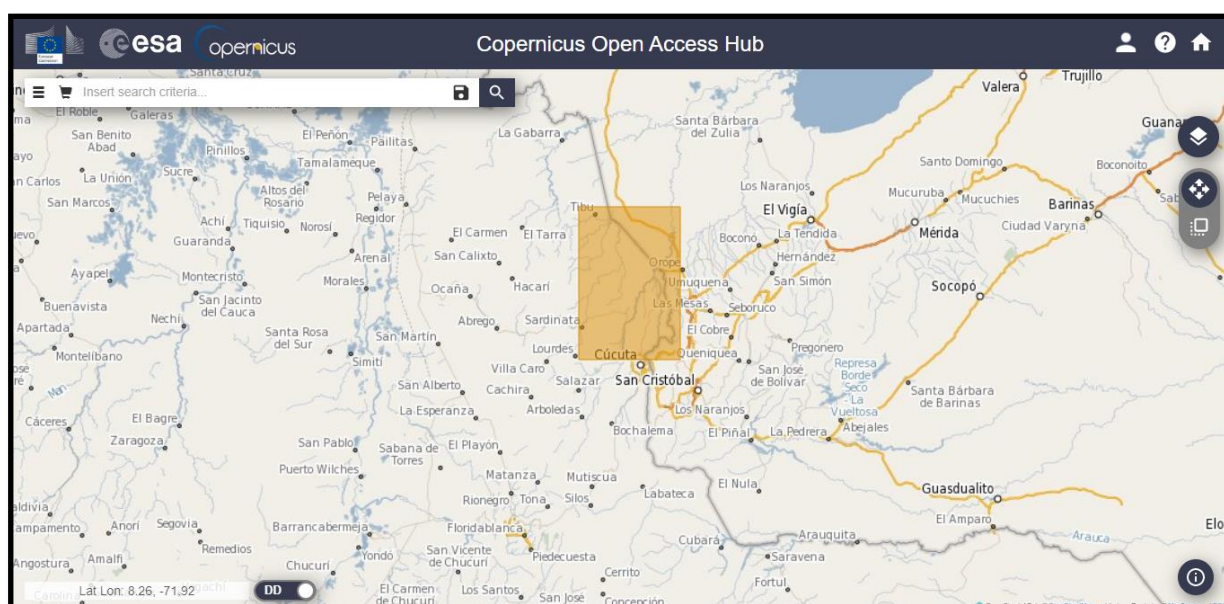 esa
opernicus
Copernicus Open Access Hub
Insert search criteria...
Santa Cruz
Valera
Trujillo
El Roble
Galeras
San Benito
Abad
El Peñón
Pailitas
La Gabarra
Santa Bárbara
del Zulia
Pinillos
Tamalameque
Santo Domingo
Boconoito
La Unión
Sucre
n Carlos
San Marcos
Altos del
Rosario
Pelaya
Los Naranjos
Mucuruba
Mucuchies
Barinas
Tibu
El Vigía
Achí
Tiquisio
Norosí
Regidor
El Carmen
El Tarra
Boconó
La Tendida
Mérida
Ciudad Varyna
Guaranda
Arenal
San Calixto
Orope
Hernández
Ayapel
Montecristo
Morales
Ocaña
Hacarí
Umuquena
San Simón
Socopó
Buenavista
San Jacinto
del Cauca
Las Mesas
Seboruco
Apartada
Nechí
Santa Rosa
del Sur
San Martín
Abrego
Sardinata
El Cobre
Montelíbano
Simití
Lourdes
Cúcuta
Queniquea
Pregonero
Villa Caro
San José
de Bolívar
Represa
Borde
Seco
- La
Vueltosa
Man
San Alberto
Cachira
Salazar
San Cristóbal
Santa Bárbara
de Barinas
Cáceres
El Bagre
La Esperanza
Arboledas
Los Naranjos
Zaragoza
San Pablo
Sabana de
Torres
El Playón
Bochalema
El Piñal
La Pedrera
Abejales
Puerto Wilches
Matanza
Mutiscua
El Nula
Rionegro
Tona
Silos
Labateca
Guasdualito
Anorí
Segovia
Barrancabermeja
Floridablanca
El Amparo
Remedios
Cubará
Arauquita
Arauca
Angostura
Amalfi
Yondó
San Vicente
de Chucurí
Piedecuesta
Saravena
Chucurí
Cerrito
Fortul
Lat Lon: 8.26, -71.92
DD
El Carmen
de Chucurí
Los Santos
San José
Concepción